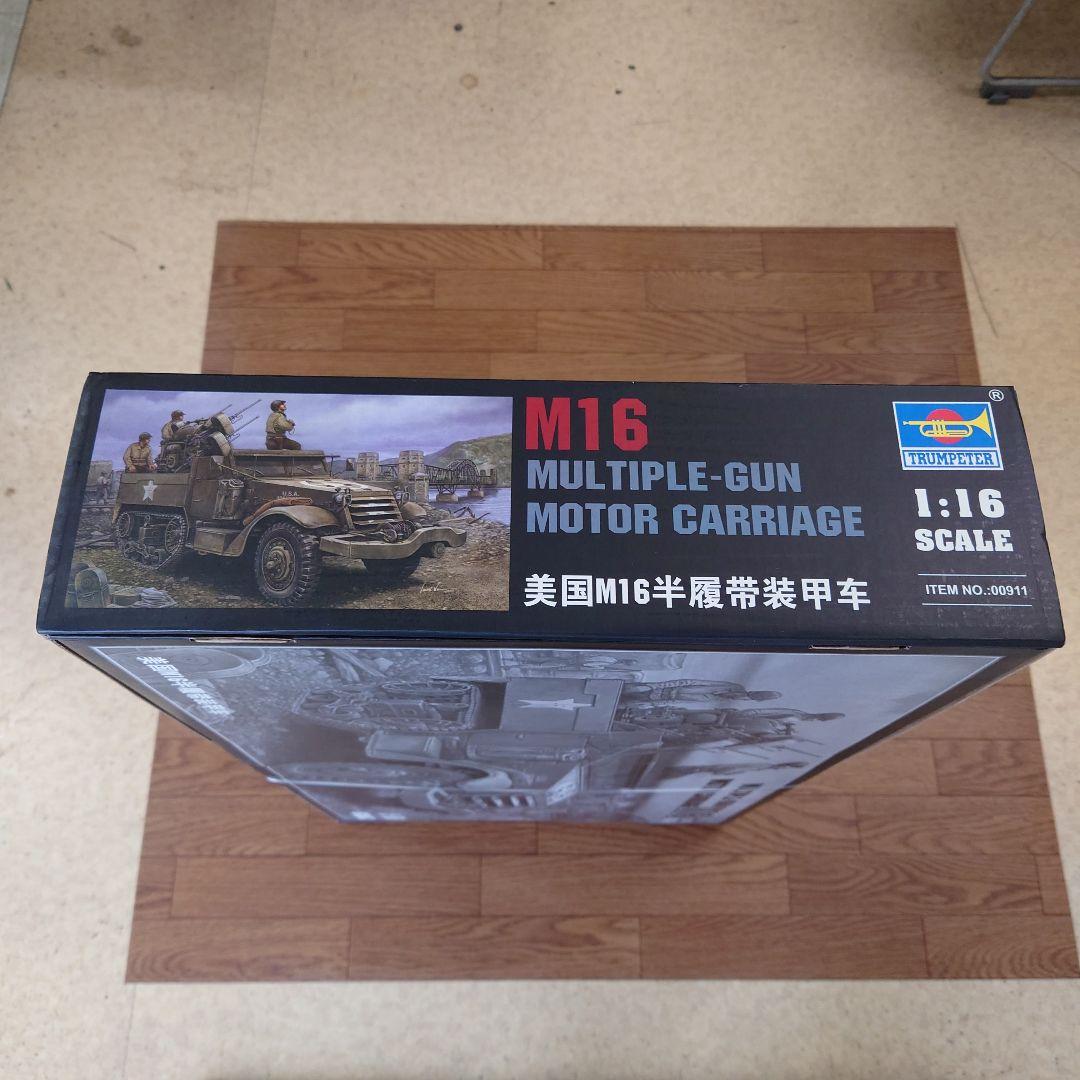 M16
MULTIPLE-GUN
MOTOR CARRIAGE
美国M16半履带装甲车
®
TRUMPETER
1:16
SCALE
ITEM NO.:00911
U.S.A.